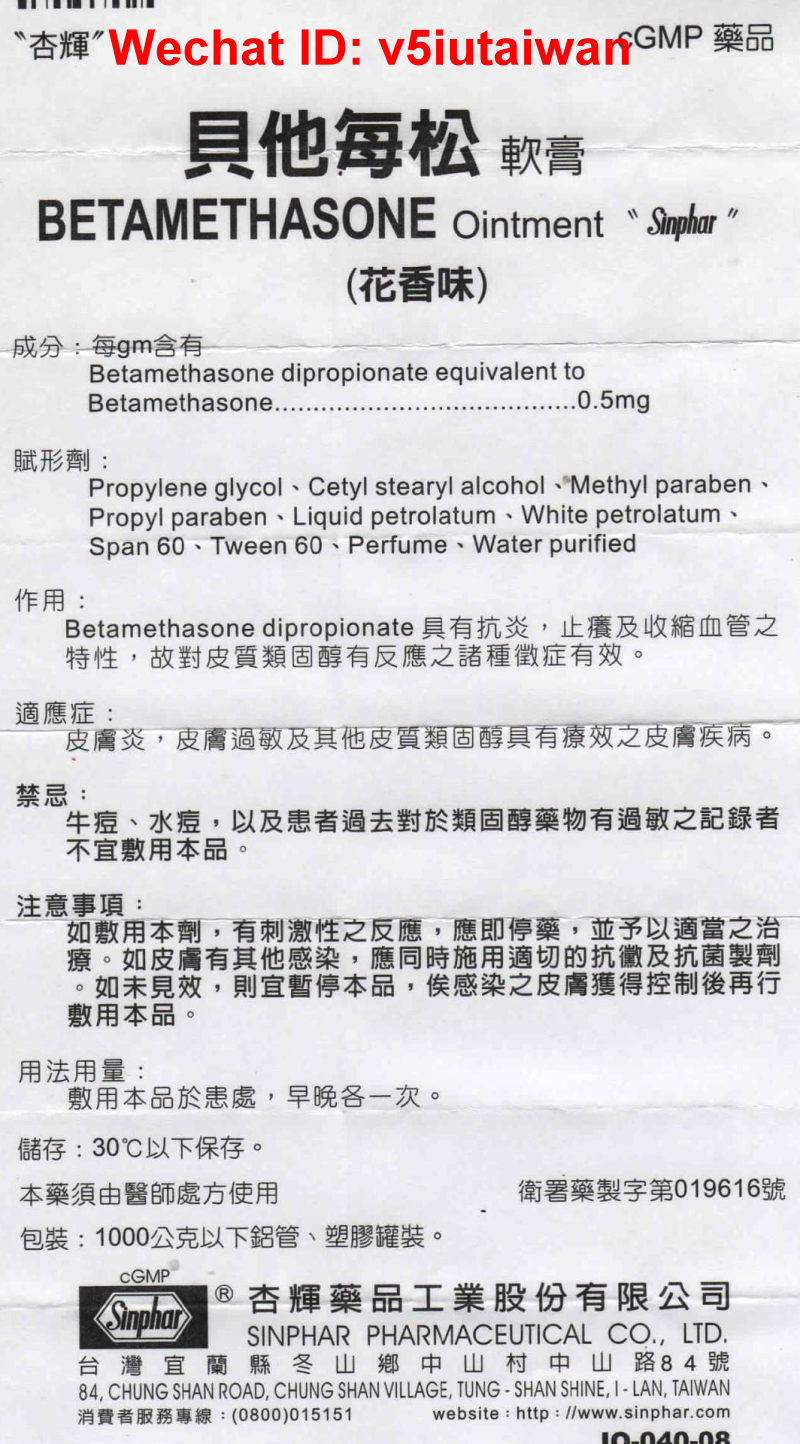 〝杏輝〞
Wechat ID: v5iutaiwan
cGMP 藥品
貝他每松 軟膏
BETAMETHASONE Ointment 〝Sinphar〞
(花香味)
成分：每gm含有
Betamethasone dipropionate equivalent to
Betamethasone.......................................0.5mg
賦形劑：
Propylene glycol、Cetyl stearyl alcohol、Methyl paraben、
Propyl paraben、Liquid petrolatum、White petrolatum、
Span 60、Tween 60、Perfume、Water purified
作用：
Betamethasone dipropionate 具有抗炎，止癢及收縮血管之
特性，故對皮質類固醇有反應之諸種徵症有效。
適應症：
皮膚炎，皮膚過敏及其他皮質類固醇具有療效之皮膚疾病。
禁忌：
牛痘、水痘，以及患者過去對於類固醇藥物有過敏之記錄者
不宜敷用本品。
注意事項：
如敷用本劑，有刺激性之反應，應即停藥，並予以適當之治
療。如皮膚有其他感染，應同時施用適切的抗黴及抗菌製劑
。如未見效，則宜暫停本品，俟感染之皮膚獲得控制後再行
敷用本品。
用法用量：
敷用本品於患處，早晚各一次。
儲存：30℃以下保存。
本藥須由醫師處方使用 衛署藥製字第019616號
包裝：1000公克以下鋁管、塑膠罐裝。
cGMP
Sinphar ® 杏輝藥品工業股份有限公司
SINPHAR PHARMACEUTICAL CO., LTD.
台灣宜蘭縣冬山鄉中山村中山路84號
84, CHUNG SHAN ROAD, CHUNG SHAN VILLAGE, TUNG - SHAN SHINE, I - LAN, TAIWAN
消費者服務專線：(0800)015151 website：http：//www.sinphar.com
IO-040-08